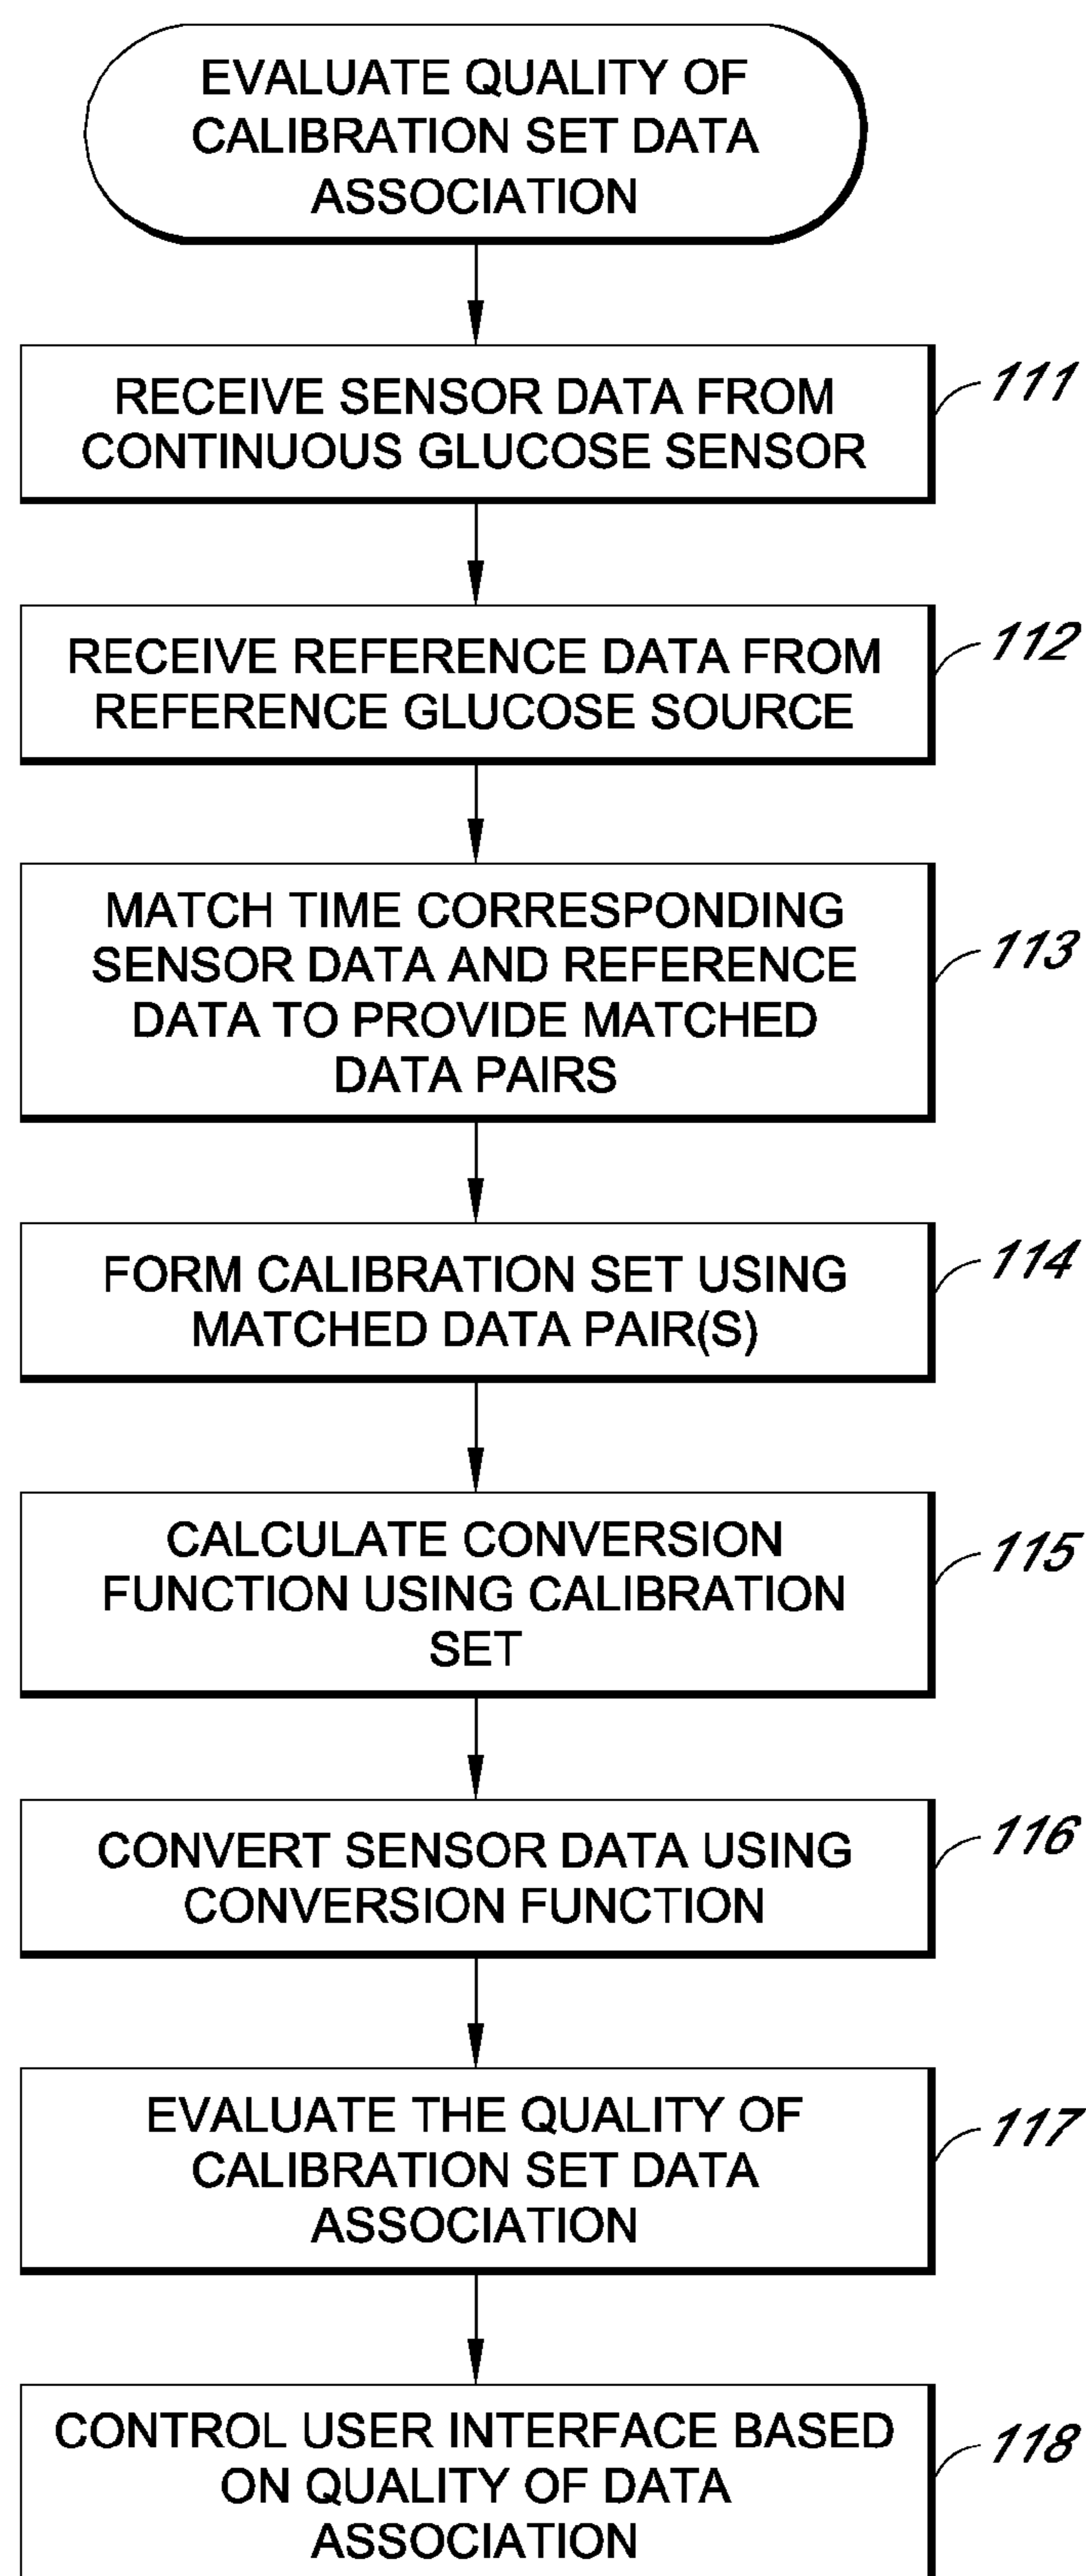 EVALUATE QUALITY OF
CALIBRATION SET DATA
ASSOCIATION
RECEIVE SENSOR DATA FROM
CONTINUOUS GLUCOSE SENSOR
111
RECEIVE REFERENCE DATA FROM
REFERENCE GLUCOSE SOURCE
112
MATCH TIME CORRESPONDING
SENSOR DATA AND REFERENCE
DATA TO PROVIDE MATCHED
DATA PAIRS
113
FORM CALIBRATION SET USING
MATCHED DATA PAIR(S)
114
CALCULATE CONVERSION
FUNCTION USING CALIBRATION
SET
115
CONVERT SENSOR DATA USING
CONVERSION FUNCTION
116
EVALUATE THE QUALITY OF
CALIBRATION SET DATA
ASSOCIATION
117
CONTROL USER INTERFACE BASED
ON QUALITY OF DATA
ASSOCIATION
118